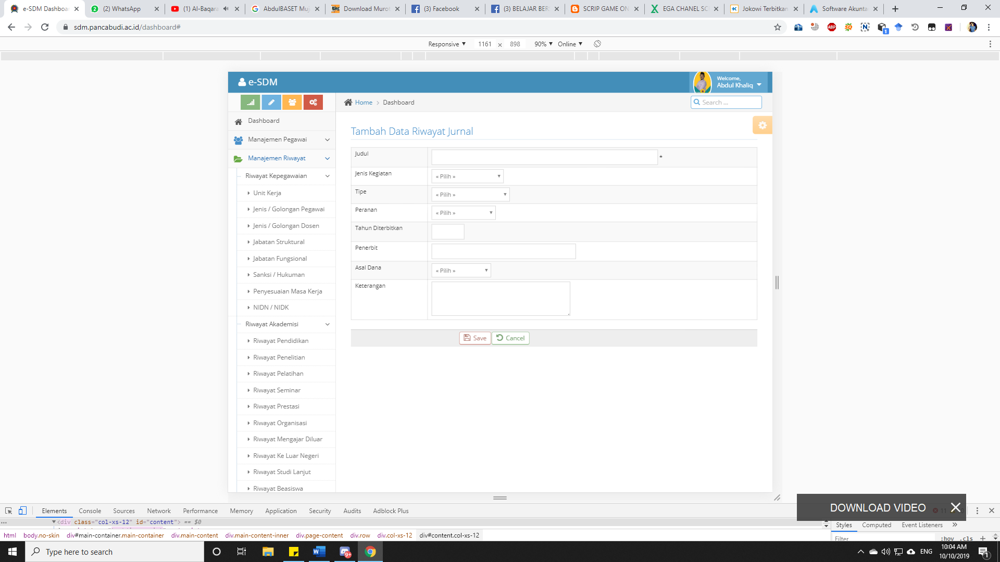 e-SDM Dashboar
(2) WhatsApp
(1) Al-Baqara
AbdulBASET Muj
Download Murot
(3) Facebook
(3) BELAJAR BER
SCRIP GAME ON
EGA CHANEL SC
Jokowi Terbitkan
Software Akunta
sdm.pancabudi.ac.id/dashboard#
Responsive ▼ 1161 x 898 90% ▼ Online ▼
e-SDM
Welcome,
Abdul Khaliq
Home > Dashboard
Search ...
Dashboard
Manajemen Pegawai
Manajemen Riwayat
Riwayat Kepegawaian
Unit Kerja
Jenis / Golongan Pegawai
Jenis / Golongan Dosen
Jabatan Struktural
Jabatan Fungsional
Sanksi / Hukuman
Penyesuaian Masa Kerja
NIDN / NIDK
Riwayat Akademisi
Riwayat Pendidikan
Riwayat Penelitian
Riwayat Pelatihan
Riwayat Seminar
Riwayat Prestasi
Riwayat Organisasi
Riwayat Mengajar Diluar
Riwayat Ke Luar Negeri
Riwayat Studi Lanjut
Riwayat Beasiswa
Tambah Data Riwayat Jurnal
Judul *
Jenis Kegiatan « Pilih »
Tipe « Pilih »
Peranan « Pilih »
Tahun Diterbitkan
Penerbit
Asal Dana « Pilih »
Keterangan
Save Cancel
DOWNLOAD VIDEO
Elements Console Sources Network Performance Memory Application Security Audits Adblock Plus
... ▼<div class="col-xs-12" id="content"> == $0
html body.no-skin div#main-container.main-container div.main-content div.main-content-inner div.page-content div.row div.col-xs-12 div#content.col-xs-12
Styles Computed Event Listeners »
Filter :hov .cls +
Type here to search
9+
ENG
10:04 AM
10/10/2019
1